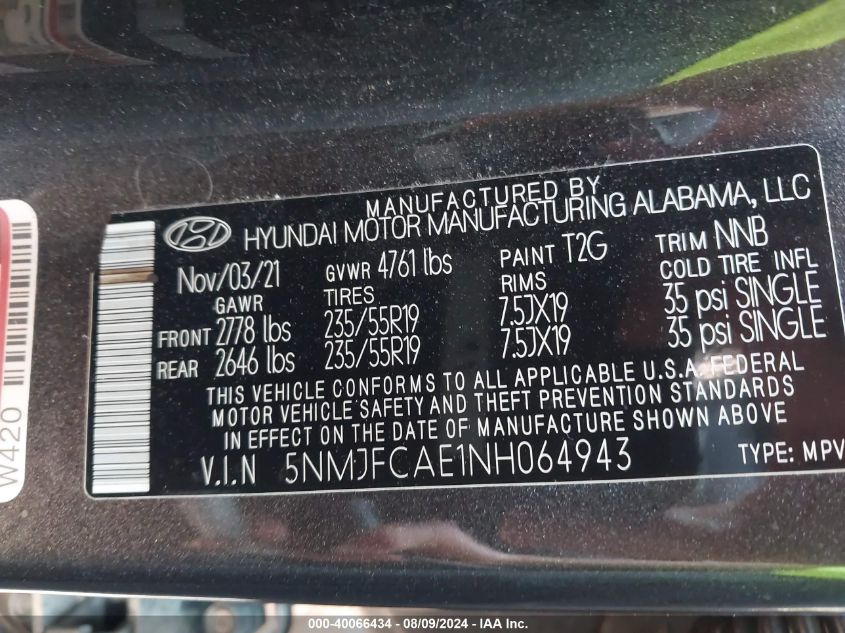 MANUFACTURED BY
HYUNDAI MOTOR MANUFACTURING ALABAMA, LLC
Nov/03/21 GVWR 4761 lbs PAINT T2G TRIM NNB
GAWR TIRES RIMS COLD TIRE INFL
FRONT 2778 lbs 235/55R19 7.5JX19 35 psi SINGLE
REAR 2646 lbs 235/55R19 7.5JX19 35 psi SINGLE
THIS VEHICLE CONFORMS TO ALL APPLICABLE U.S.A. FEDERAL
MOTOR VEHICLE SAFETY AND THEFT PREVENTION STANDARDS
IN EFFECT ON THE DATE OF MANUFACTURE SHOWN ABOVE
V.I.N 5NMJFCAE1NH064943 TYPE: MPV
W420
000-40066434 - 08/09/2024 - IAA Inc.